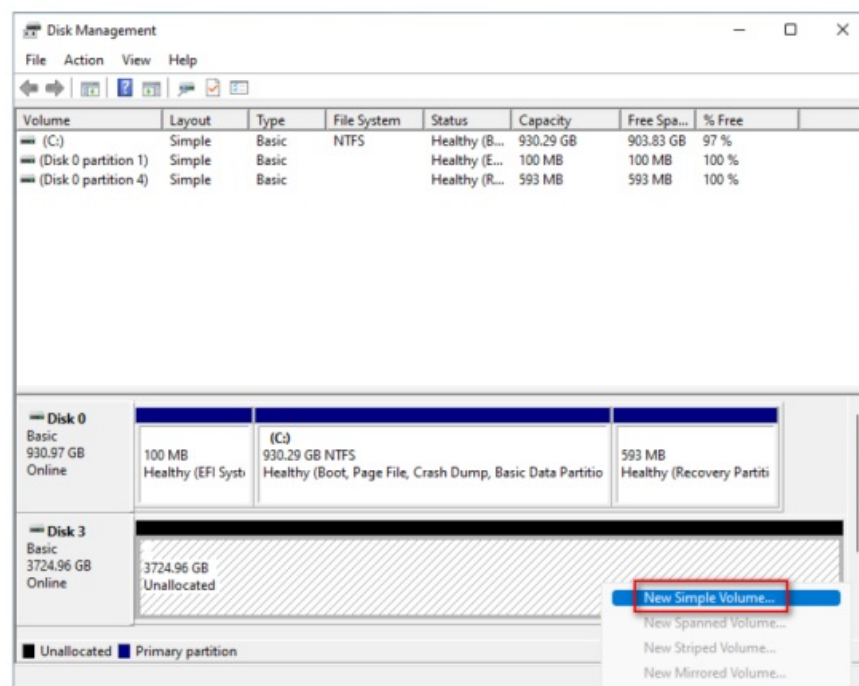 Disk Management
File Action View Help
Volume Layout Type File System Status Capacity Free Spa... % Free
(C:) Simple Basic NTFS Healthy (B... 930.29 GB 903.83 GB 97 %
(Disk 0 partition 1) Simple Basic Healthy (E... 100 MB 100 MB 100 %
(Disk 0 partition 4) Simple Basic Healthy (R... 593 MB 593 MB 100 %
Disk 0
Basic
930.97 GB
Online
100 MB
Healthy (EFI Syst
(C:)
930.29 GB NTFS
Healthy (Boot, Page File, Crash Dump, Basic Data Partitio
593 MB
Healthy (Recovery Partiti
Disk 3
Basic
3724.96 GB
Online
3724.96 GB
Unallocated
New Simple Volume...
New Spanned Volume...
New Striped Volume...
New Mirrored Volume...
Unallocated Primary partition